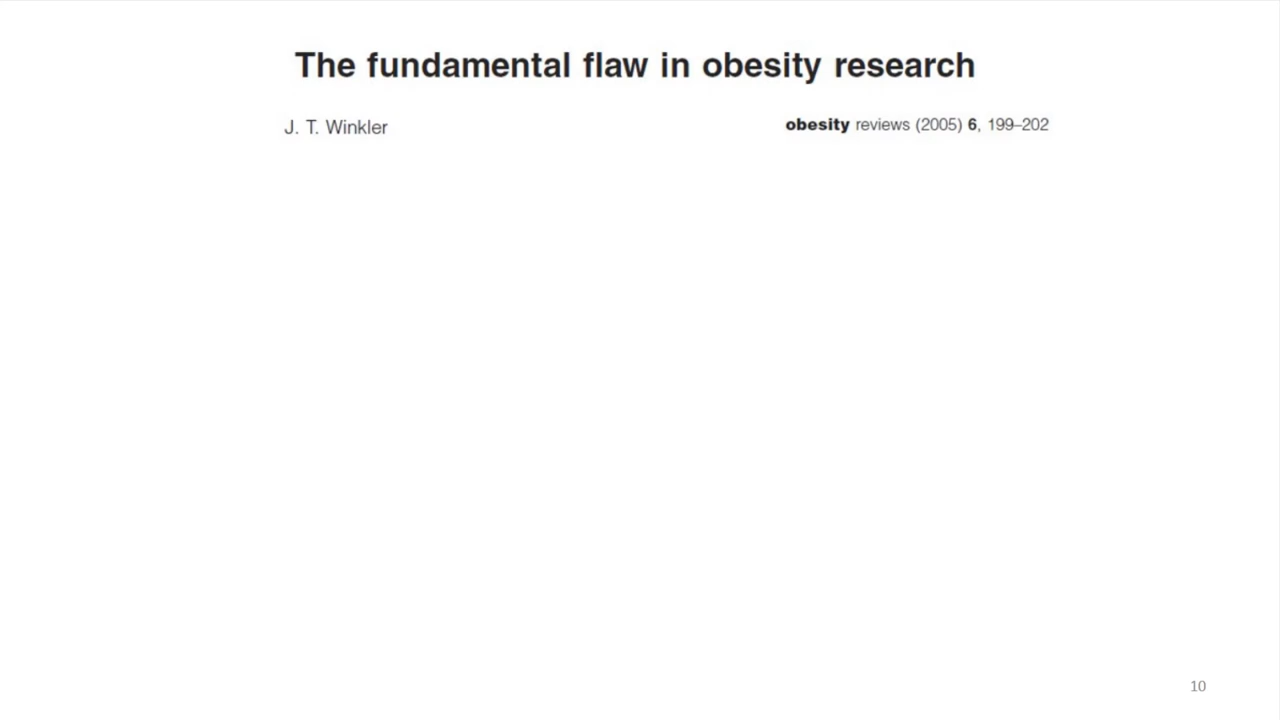 The fundamental flaw in obesity research
J. T. Winkler
obesity reviews (2005) 6, 199–202
10